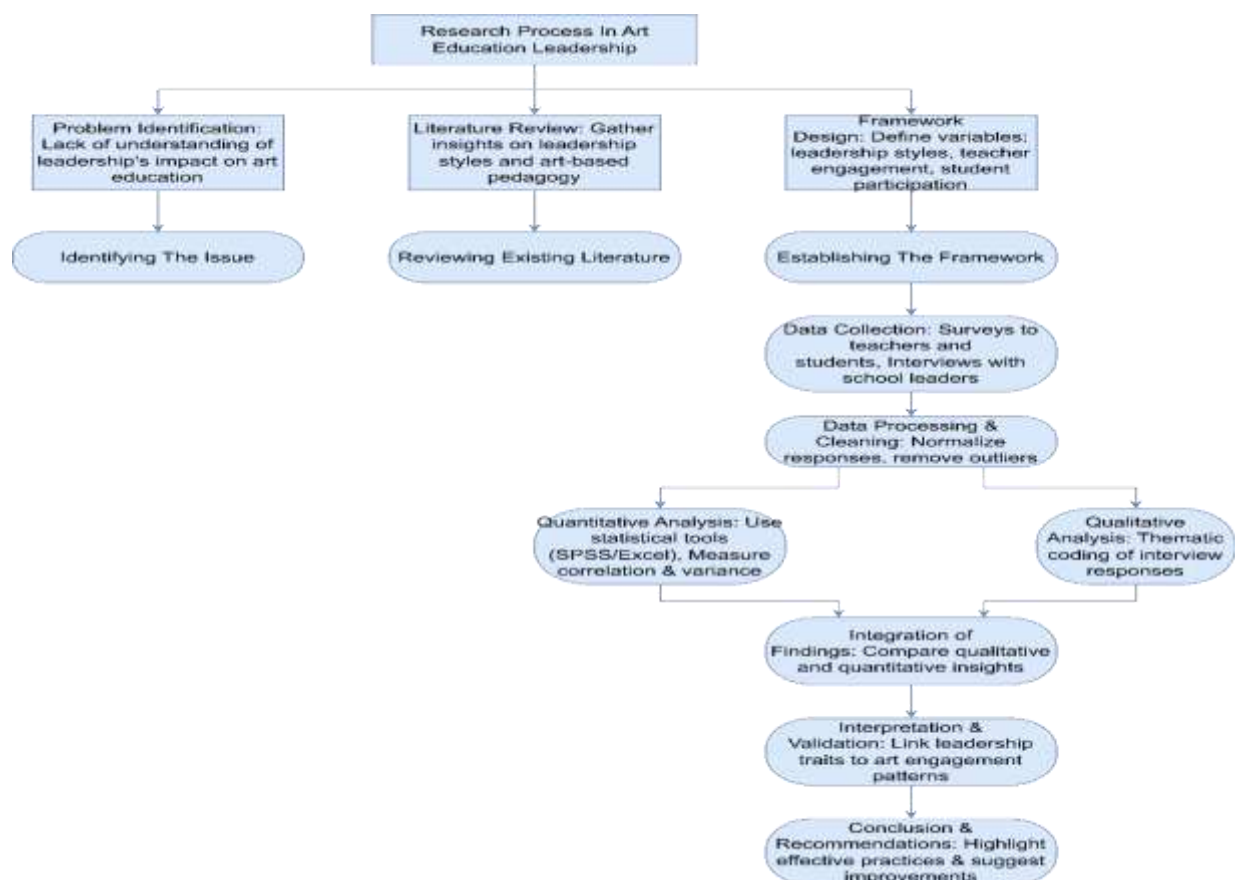 Research Process In Art
Education Leadership
Problem Identification:
Lack of understanding of
leadership's impact on art
education
Literature Review: Gather
insights on leadership
styles and art-based
pedagogy
Framework
Design: Define variables;
leadership styles, teacher
engagement, student
participation
Identifying The Issue
Reviewing Existing Literature
Establishing The Framework
Data Collection: Surveys to
teachers and
students, Interviews with
school leaders
Data Processing &
Cleaning: Normalize
responses, remove outliers
Quantitative Analysis: Use
statistical tools
(SPSS/Excel), Measure
correlation & variance
Qualitative
Analysis: Thematic
coding of interview
responses
Integration of
Findings: Compare qualitative
and quantitative insights
Interpretation &
Validation: Link leadership
traits to art engagement
patterns
Conclusion &
Recommendations: Highlight
effective practices & suggest
improvements